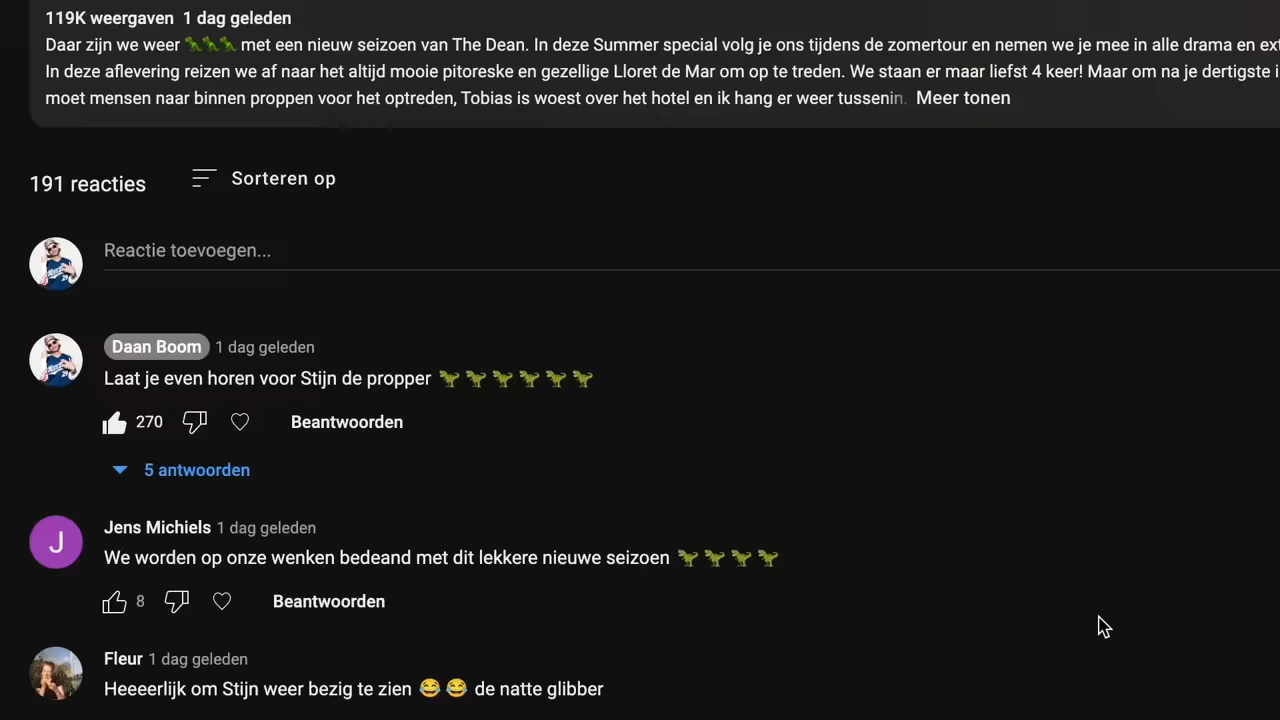 119K weergaven 1 dag geleden
Daar zijn we weer 🦖🦖🦖 met een nieuw seizoen van The Dean. In deze Summer special volg je ons tijdens de zomertour en nemen we je mee in alle drama en ext
In deze aflevering reizen we af naar het altijd mooie pitoreske en gezellige Lloret de Mar om op te treden. We staan er maar liefst 4 keer! Maar om na je dertigste i
moet mensen naar binnen proppen voor het optreden, Tobias is woest over het hotel en ik hang er weer tussenin. Meer tonen
191 reacties
Sorteren op
Reactie toevoegen...
Daan Boom 1 dag geleden
Laat je even horen voor Stijn de propper 🦖🦖🦖🦖🦖🦖
270 Beantwoorden
5 antwoorden
J
Jens Michiels 1 dag geleden
We worden op onze wenken bedeand met dit lekkere nieuwe seizoen 🦖🦖🦖🦖
8 Beantwoorden
Fleur 1 dag geleden
Heeeerlijk om Stijn weer bezig te zien 😂😂 de natte glibber